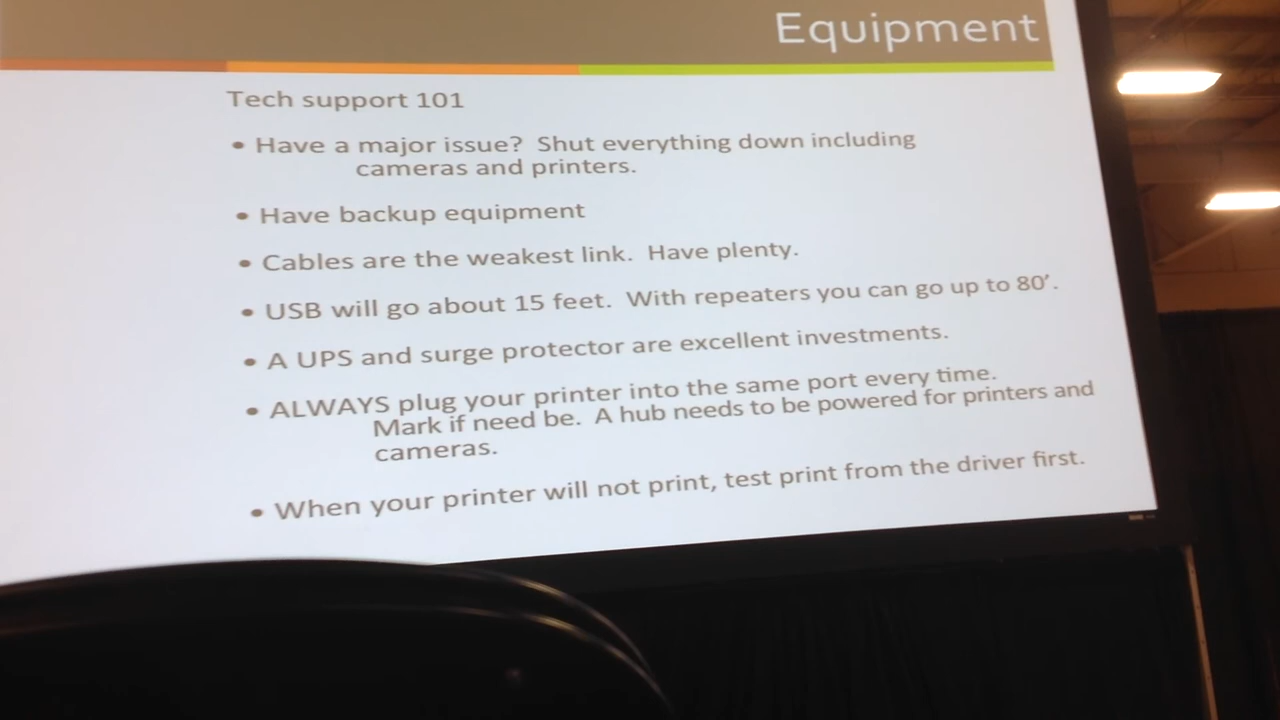 Equipment
Tech support 101
• Have a major issue?  Shut everything down including
cameras and printers.
• Have backup equipment
• Cables are the weakest link.  Have plenty.
• USB will go about 15 feet.  With repeaters you can go up to 80’.
• A UPS and surge protector are excellent investments.
• ALWAYS plug your printer into the same port every time.
Mark if need be.  A hub needs to be powered for printers and
cameras.
• When your printer will not print, test print from the driver first.